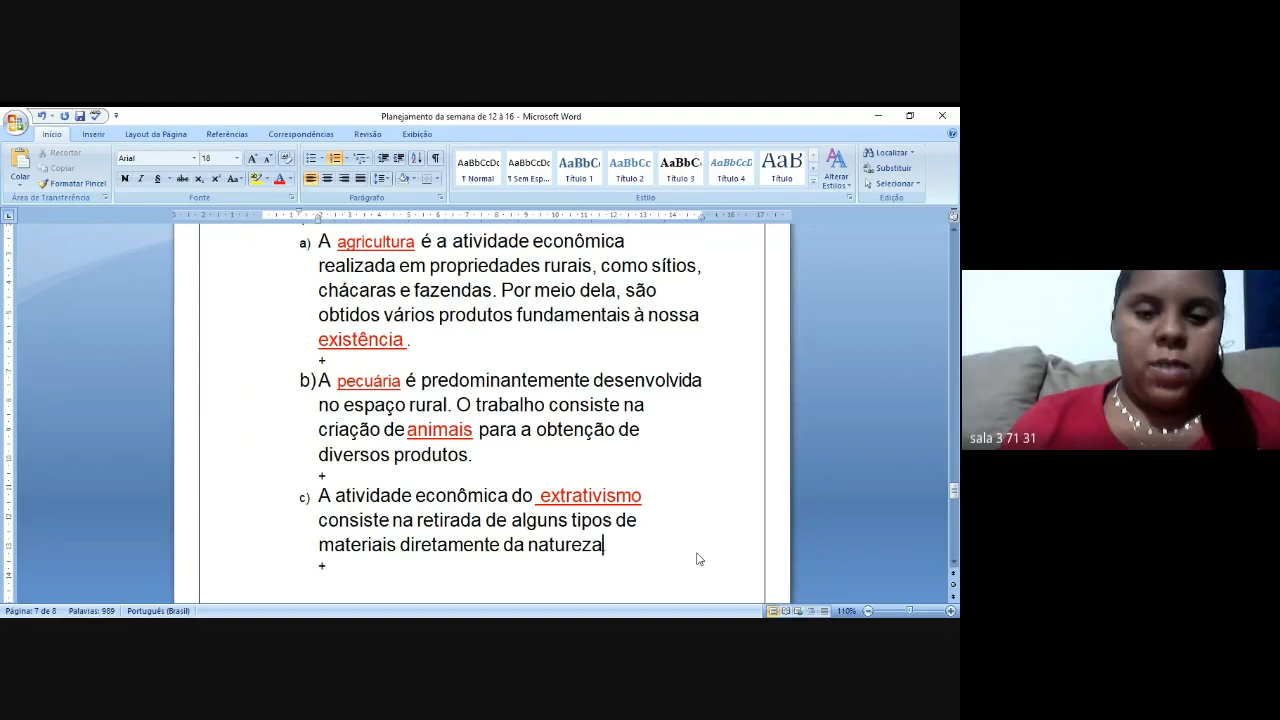 Planejamento da semana de 12 à 16 - Microsoft Word
Início Inserir Layout da Página Referências Correspondências Revisão Exibição
Colar
Recortar
Copiar
Formatar Pincel
Área de Transferência
Arial 18
N I S abc x₂ x² Aa A
Fonte
Parágrafo
AaBbCcDc AaBbCcDc AaBbC AaBbCc AaBbC AaBbCcD AaB
¶ Normal ¶ Sem Esp... Título 1 Título 2 Título 3 Título 4 Título
Alterar Estilos
Estilo
Localizar
Substituir
Selecionar
Edição
a) A agricultura é a atividade econômica
realizada em propriedades rurais, como sítios,
chácaras e fazendas. Por meio dela, são
obtidos vários produtos fundamentais à nossa
existência .
+
b) A pecuária é predominantemente desenvolvida
no espaço rural. O trabalho consiste na
criação de animais para a obtenção de
diversos produtos.
+
c) A atividade econômica do extrativismo
consiste na retirada de alguns tipos de
materiais diretamente da natureza
+
Página: 7 de 8 Palavras: 989 Português (Brasil) 110%
sala 3 71 31